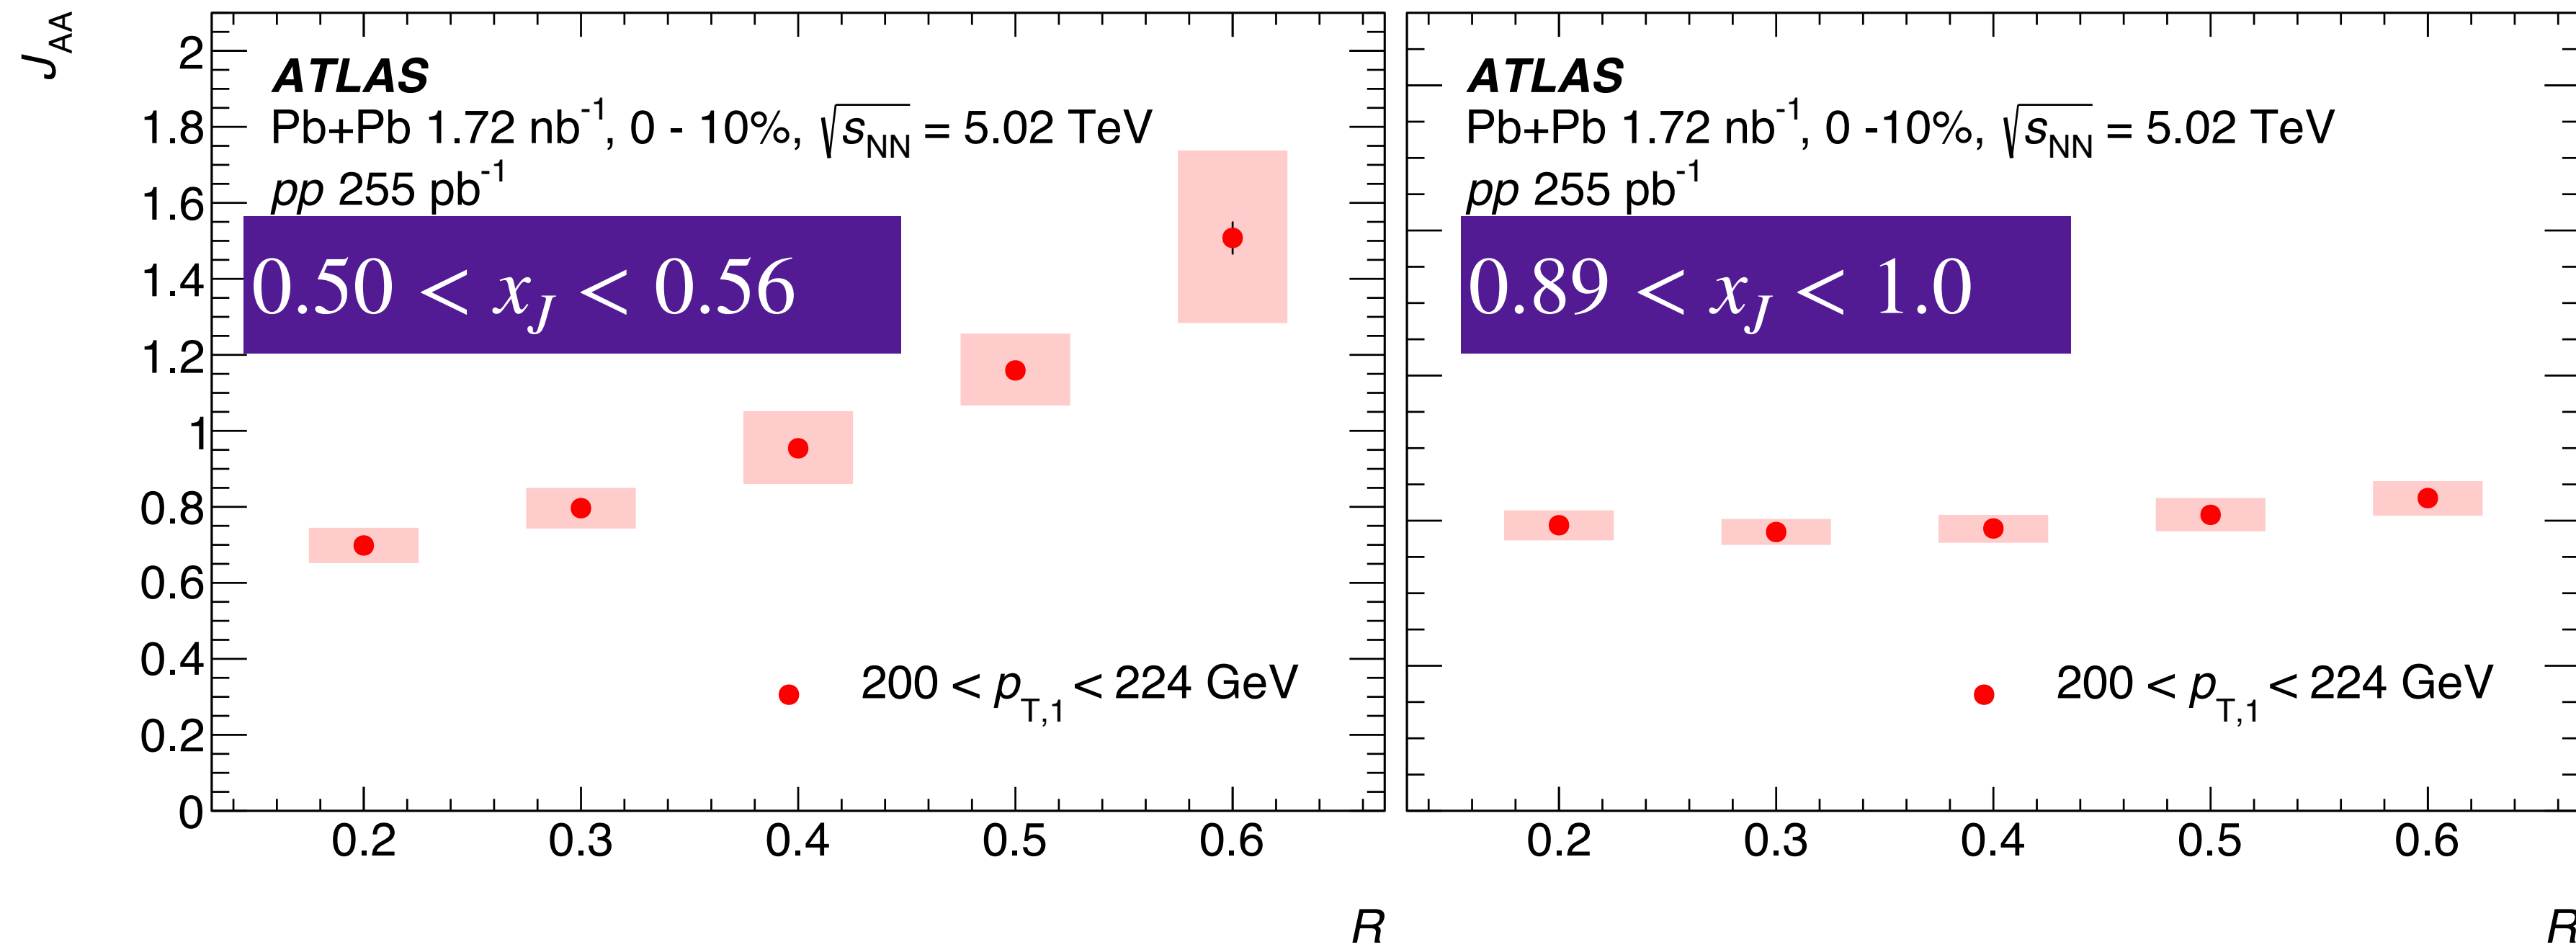 J_AA
2
1.8
1.6
1.4
1.2
1
0.8
0.6
0.4
0.2
0
ATLAS
Pb+Pb 1.72 nb⁻¹, 0 - 10%, √s_NN = 5.02 TeV
pp 255 pb⁻¹
0.50 < x_J < 0.56
200 < p_T,1 < 224 GeV
0.2 0.3 0.4 0.5 0.6
R
ATLAS
Pb+Pb 1.72 nb⁻¹, 0 -10%, √s_NN = 5.02 TeV
pp 255 pb⁻¹
0.89 < x_J < 1.0
200 < p_T,1 < 224 GeV
0.2 0.3 0.4 0.5 0.6
R